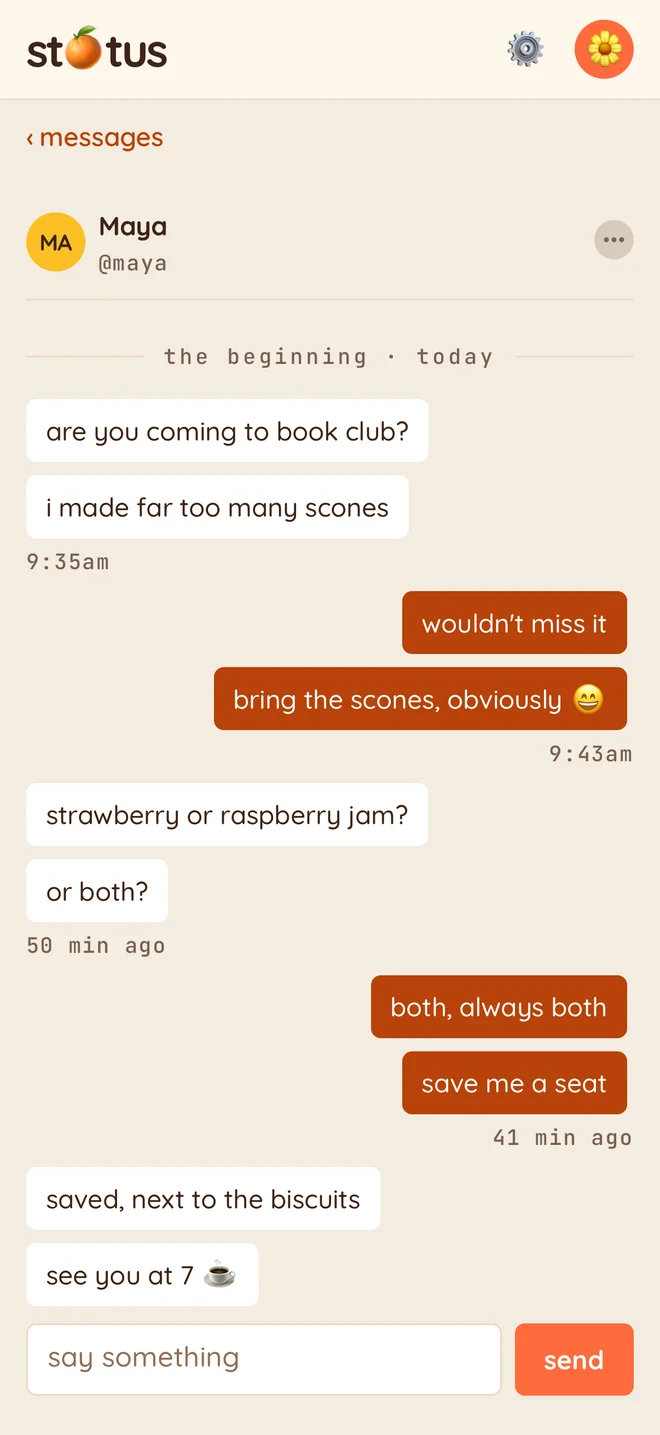 st🍊tus
‹ messages
MA
Maya
@maya
the beginning · today
are you coming to book club?
i made far too many scones
9:35am
wouldn't miss it
bring the scones, obviously 😄
9:43am
strawberry or raspberry jam?
or both?
50 min ago
both, always both
save me a seat
41 min ago
saved, next to the biscuits
see you at 7 ☕
say something
send